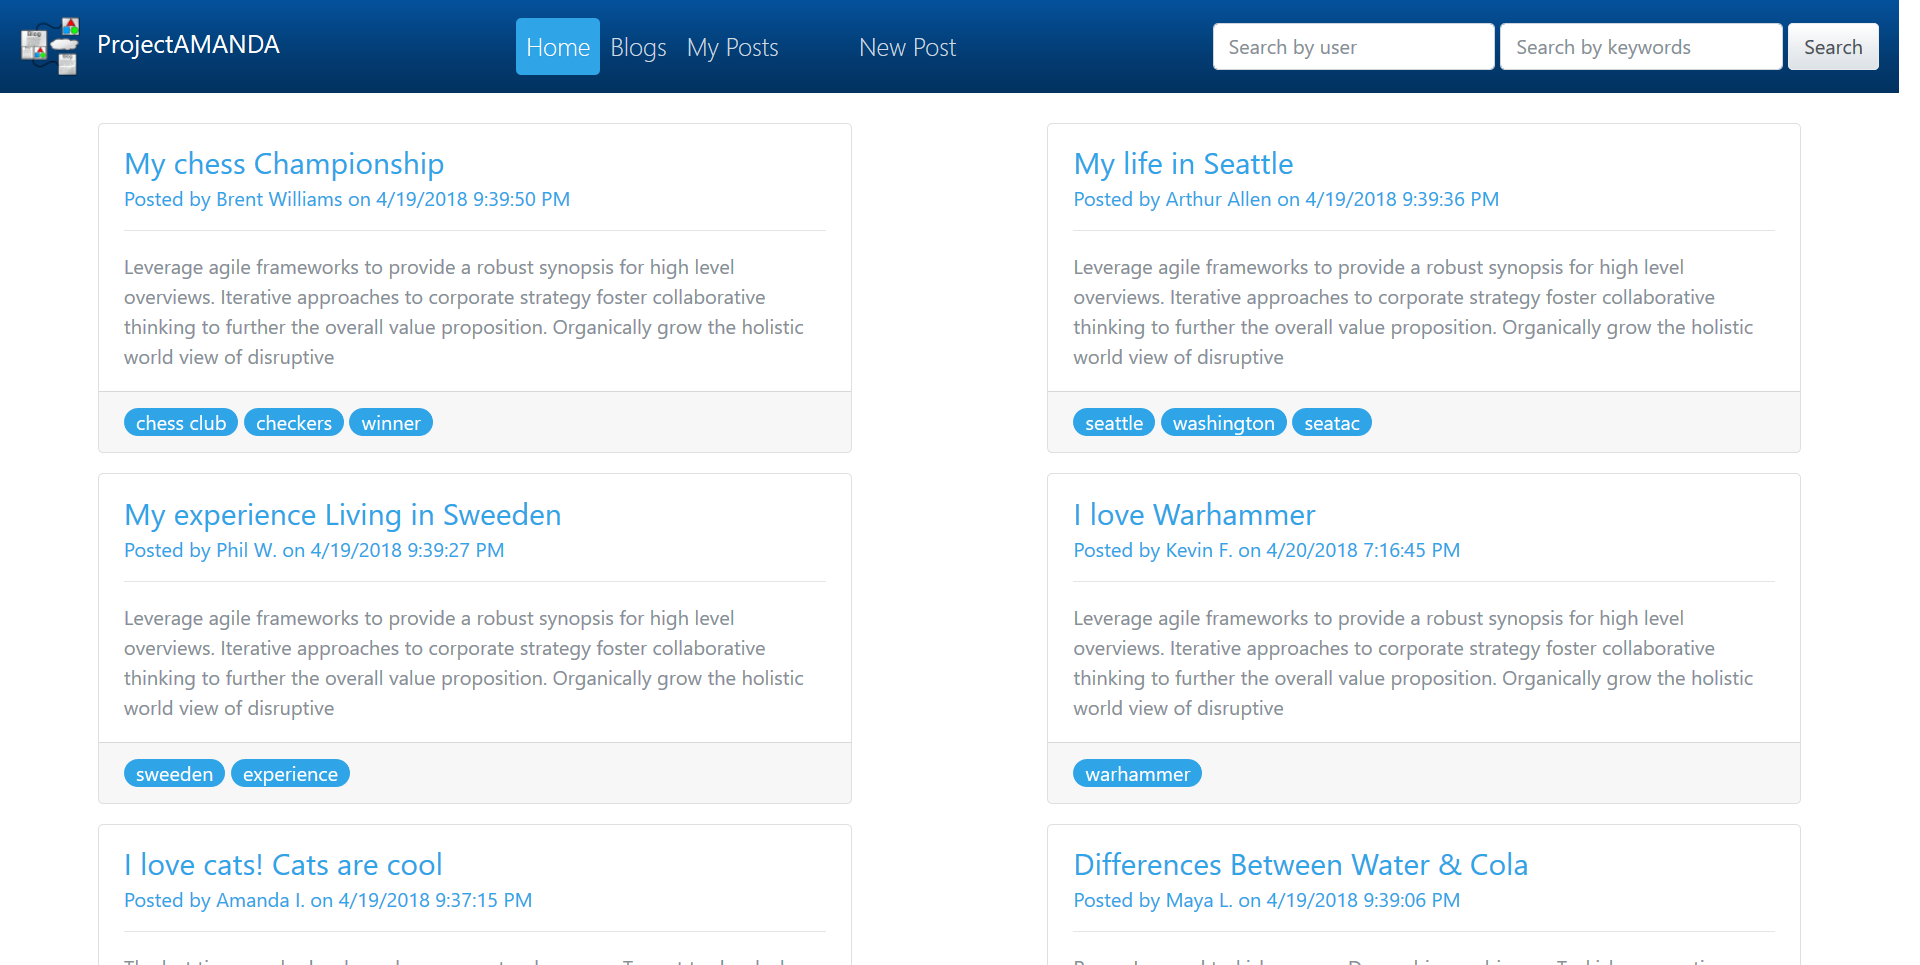 ProjectAMANDA
Home Blogs My Posts New Post
Search by user Search by keywords Search
My chess Championship
Posted by Brent Williams on 4/19/2018 9:39:50 PM
Leverage agile frameworks to provide a robust synopsis for high level
overviews. Iterative approaches to corporate strategy foster collaborative
thinking to further the overall value proposition. Organically grow the holistic
world view of disruptive
chess club checkers winner
My life in Seattle
Posted by Arthur Allen on 4/19/2018 9:39:36 PM
Leverage agile frameworks to provide a robust synopsis for high level
overviews. Iterative approaches to corporate strategy foster collaborative
thinking to further the overall value proposition. Organically grow the holistic
world view of disruptive
seattle washington seatac
My experience Living in Sweeden
Posted by Phil W. on 4/19/2018 9:39:27 PM
Leverage agile frameworks to provide a robust synopsis for high level
overviews. Iterative approaches to corporate strategy foster collaborative
thinking to further the overall value proposition. Organically grow the holistic
world view of disruptive
sweeden experience
I love Warhammer
Posted by Kevin F. on 4/20/2018 7:16:45 PM
Leverage agile frameworks to provide a robust synopsis for high level
overviews. Iterative approaches to corporate strategy foster collaborative
thinking to further the overall value proposition. Organically grow the holistic
world view of disruptive
warhammer
I love cats! Cats are cool
Posted by Amanda I. on 4/19/2018 9:37:15 PM
Differences Between Water & Cola
Posted by Maya L. on 4/19/2018 9:39:06 PM